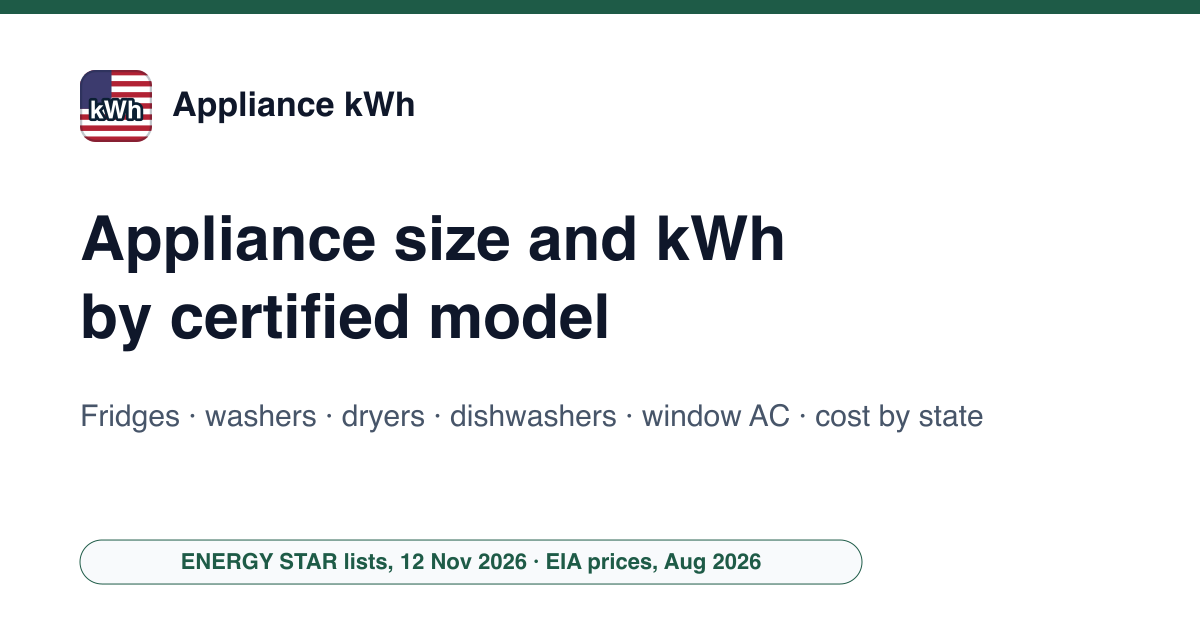 kWh
Appliance kWh
Appliance size and kWh
by certified model
Fridges · washers · dryers · dishwashers · window AC · cost by state
ENERGY STAR lists, 12 Nov 2026 · EIA prices, Aug 2026